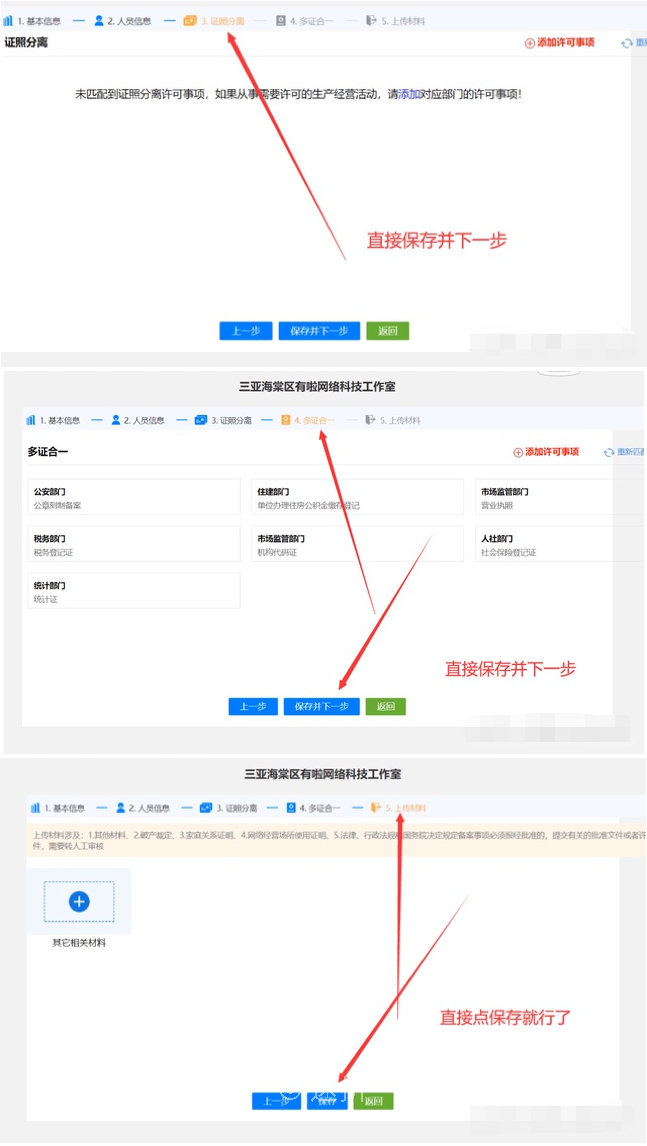 1. 基本信息 2. 人员信息 3. 证照分离 4. 多证合一 5. 上传材料
证照分离 添加许可事项
未匹配到证照分离许可事项，如果从事需要许可的生产经营活动，请添加对应部门的许可事项！
直接保存并下一步
上一步 保存并下一步 返回
三亚海棠区有啦网络科技工作室
1. 基本信息 2. 人员信息 3. 证照分离 4. 多证合一 5. 上传材料
多证合一 添加许可事项 重新匹配
公安部门 住建部门 市场监管部门
公章刻制备案 单位办理住房公积金缴存登记 营业执照
税务部门 市场监管部门 人社部门
税务登记证 机构代码证 社会保险登记证
统计部门
统计证
直接保存并下一步
上一步 保存并下一步 返回
三亚海棠区有啦网络科技工作室
1. 基本信息 2. 人员信息 3. 证照分离 4. 多证合一 5. 上传材料
上传材料涉及：1.其他材料、2.破产裁定、3.家庭关系证明、4.网络经营场所使用证明、5.法律、行政法规和国务院决定规定备案事项必须报经批准的，提交有关的批准文件或者许
件，需要转人工审核
其它相关材料
直接点保存就行了
上一步 保存 返回